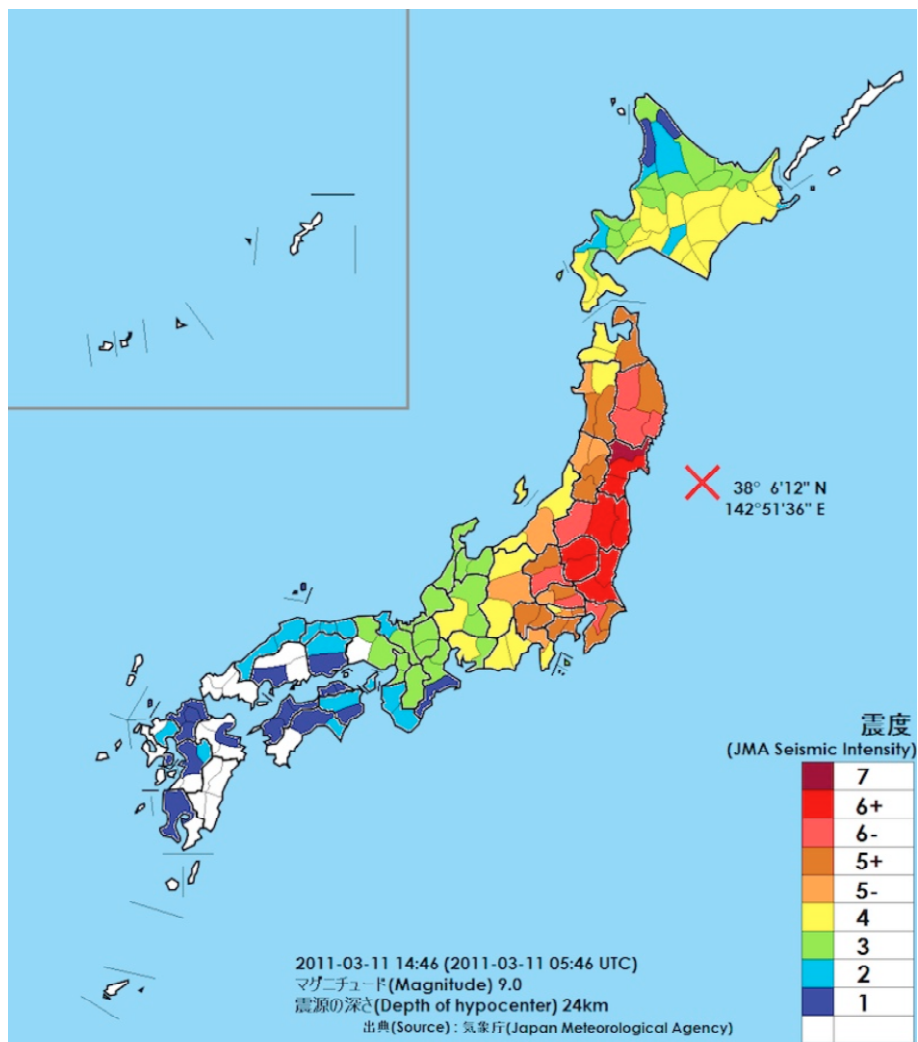 38° 6'12" N
142°51'36" E
震度
(JMA Seismic Intensity)
7
6+
6-
5+
5-
4
3
2
1
2011-03-11 14:46 (2011-03-11 05:46 UTC)
マグニチュード(Magnitude) 9.0
震源の深さ(Depth of hypocenter) 24km
出典(Source) : 気象庁(Japan Meteorological Agency)